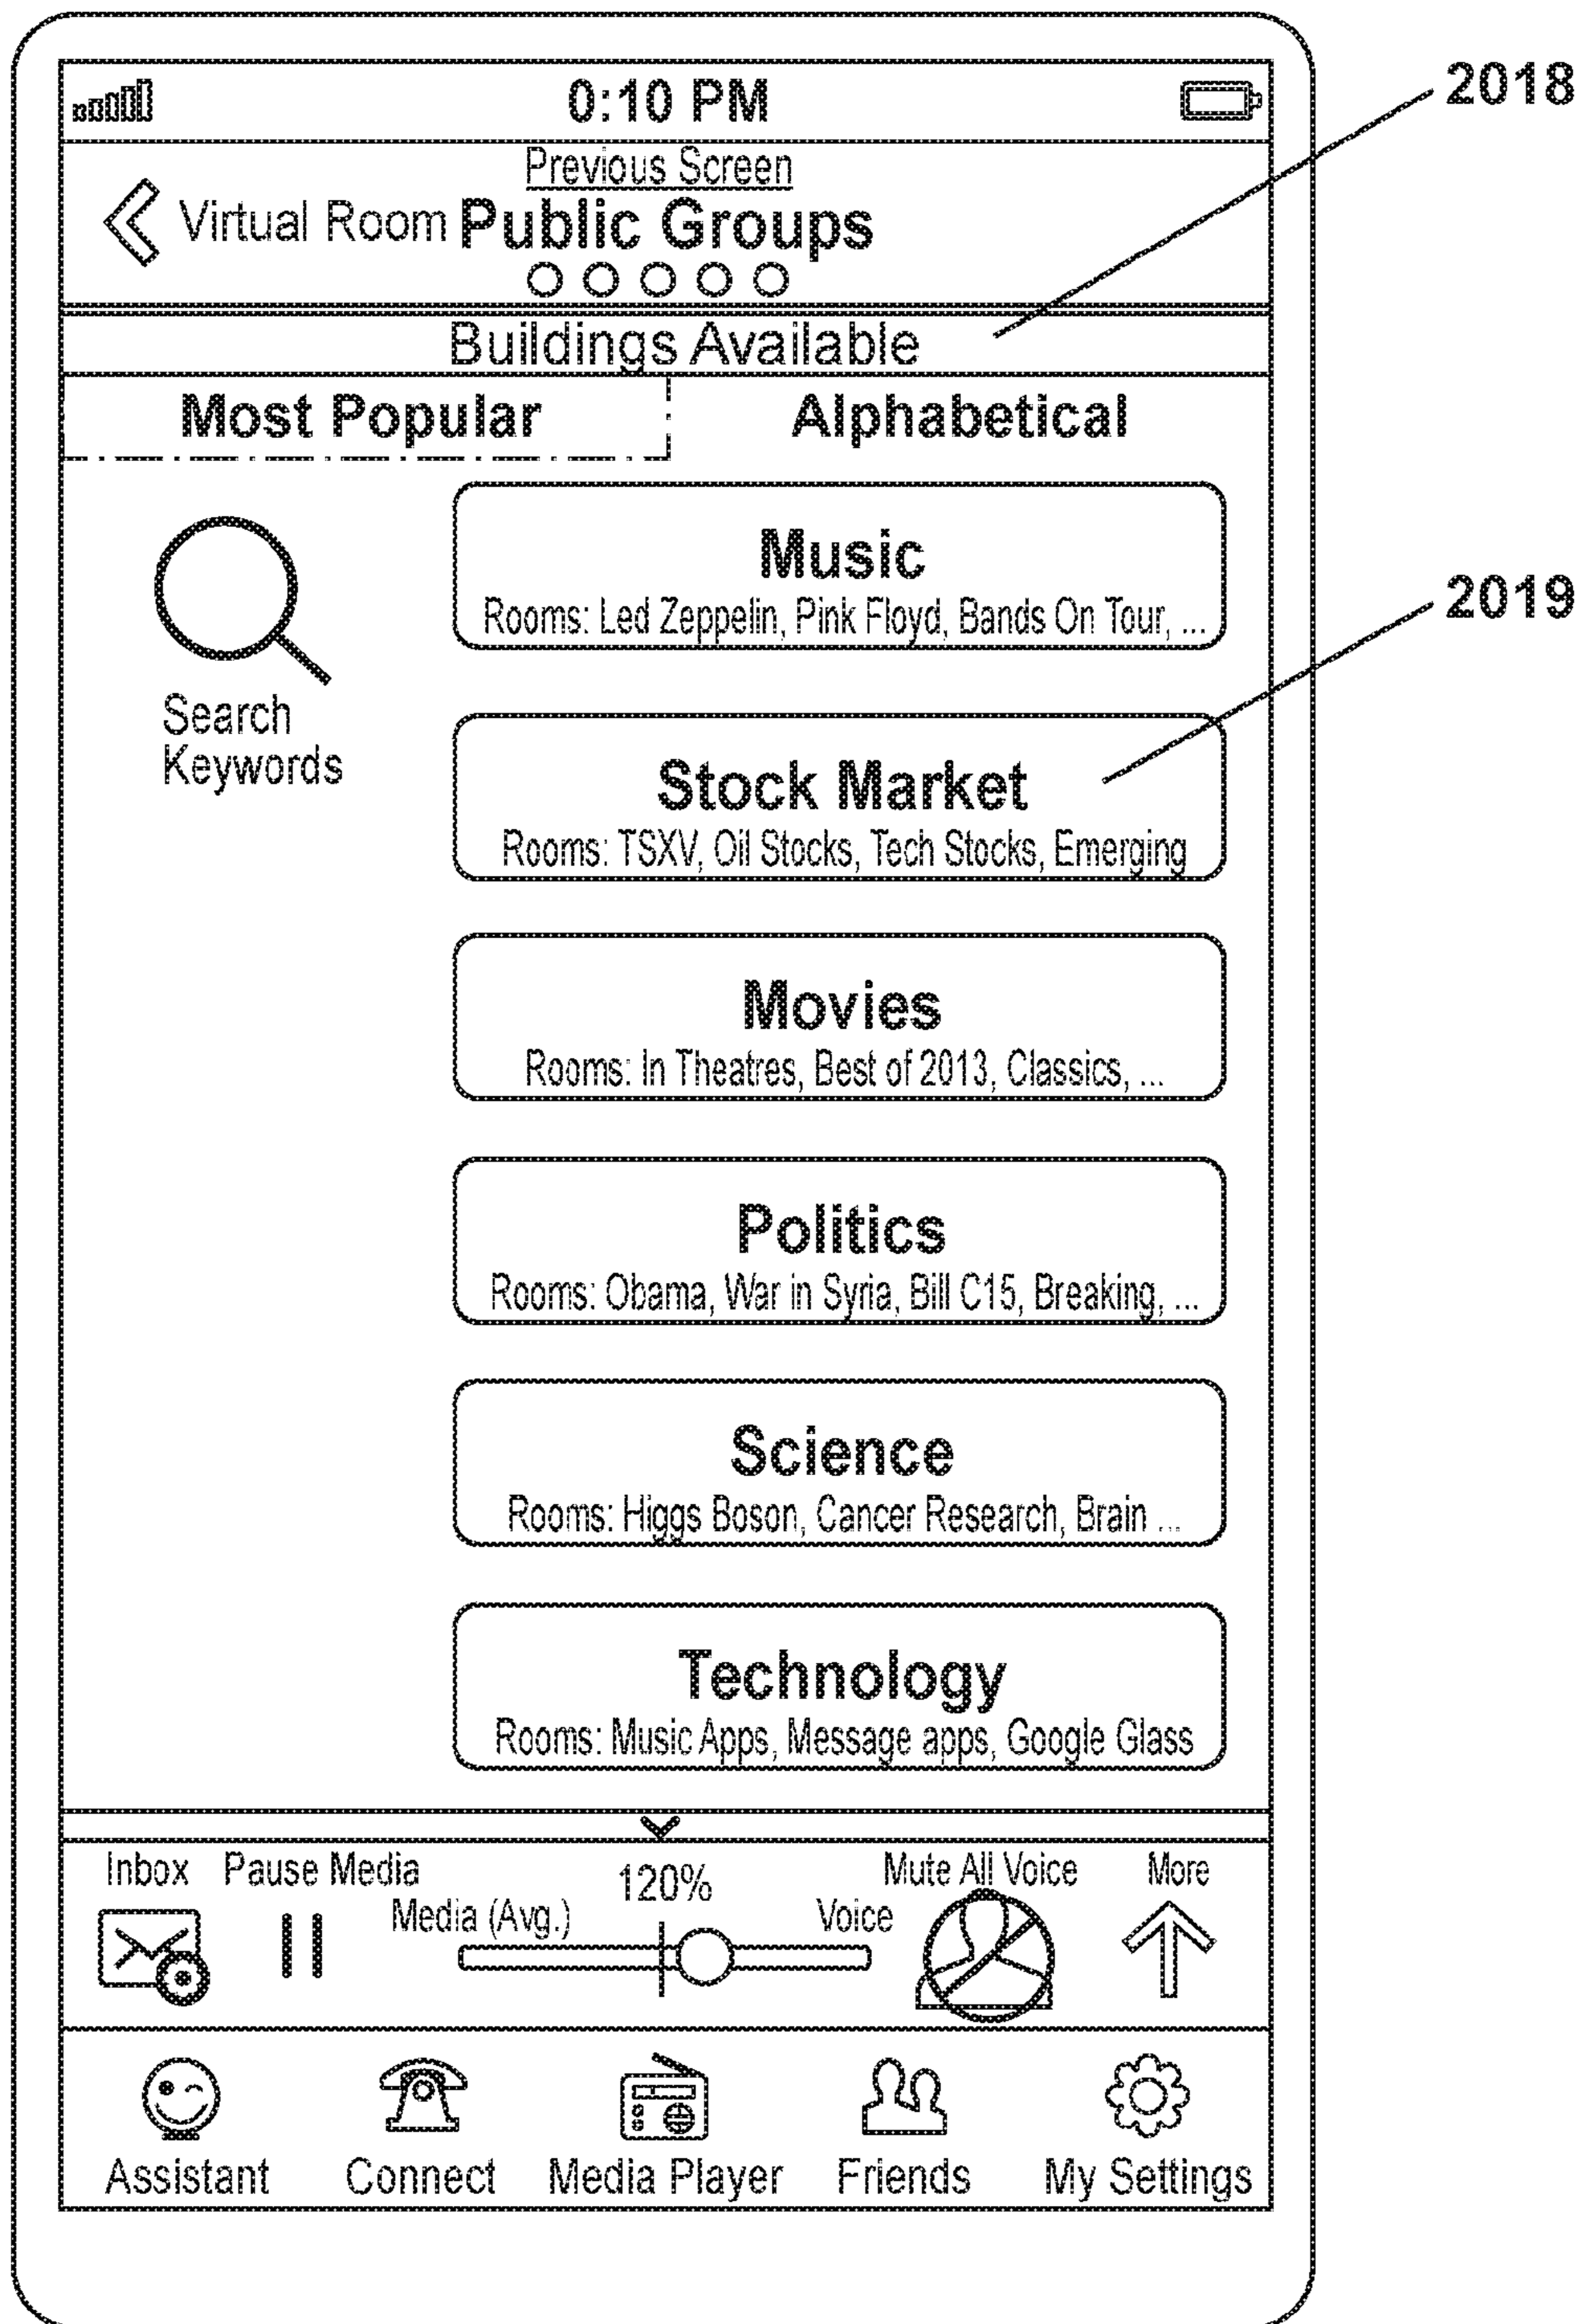 0:10 PM
2018
Previous Screen
Virtual Room Public Groups
Buildings Available
Most Popular Alphabetical
Music
Rooms: Led Zeppelin, Pink Floyd, Bands On Tour, ...
2019
Search
Keywords
Stock Market
Rooms: TSXV, Oil Stocks, Tech Stocks, Emerging
Movies
Rooms: In Theatres, Best of 2013, Classics, ...
Politics
Rooms: Obama, War in Syria, Bill C15, Breaking, ...
Science
Rooms: Higgs Boson, Cancer Research, Brain ...
Technology
Rooms: Music Apps, Message apps, Google Glass
Inbox Pause Media 120% Mute All Voice More
Media (Avg.) Voice
Assistant Connect Media Player Friends My Settings